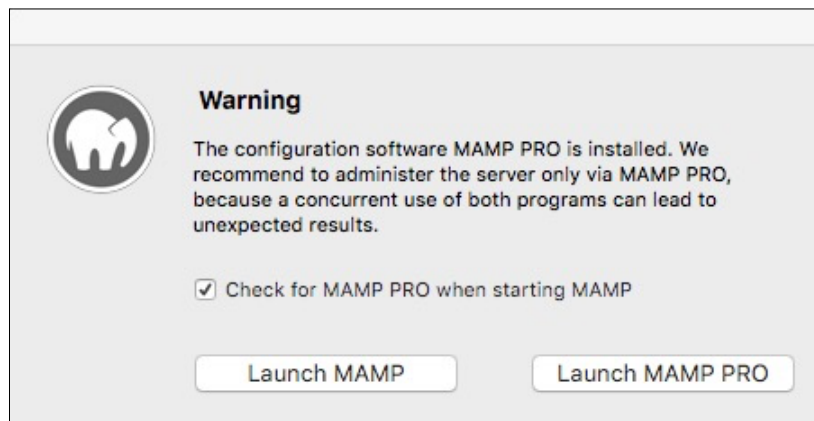 Warning
The configuration software MAMP PRO is installed. We
recommend to administer the server only via MAMP PRO,
because a concurrent use of both programs can lead to
unexpected results.
Check for MAMP PRO when starting MAMP
Launch MAMP
Launch MAMP PRO